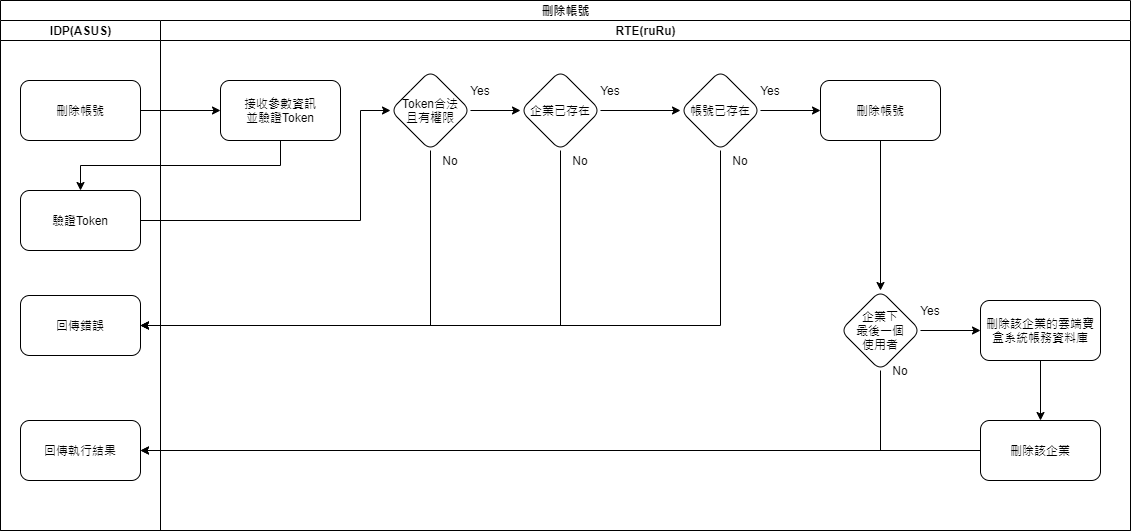 刪除帳號
IDP(ASUS)
RTE(ruRu)
刪除帳號
接收參數資訊
並驗證Token
Token合法
且有權限
Yes
企業已存在
Yes
帳號已存在
Yes
刪除帳號
No
No
No
驗證Token
回傳錯誤
企業下
最後一個
使用者
Yes
刪除該企業的雲端寶
盒系統帳務資料庫
No
回傳執行結果
刪除該企業